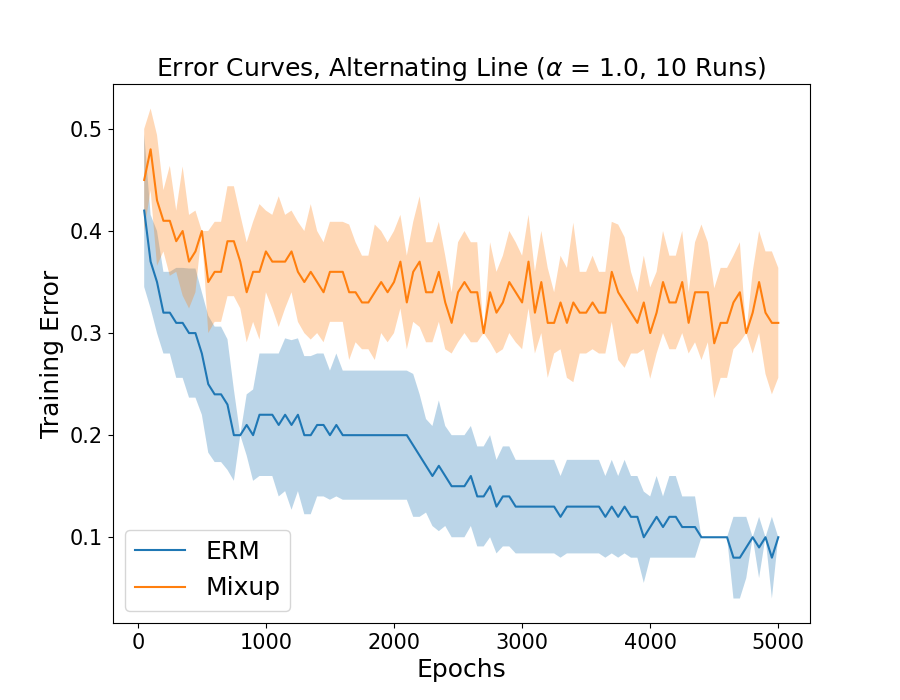 Error Curves, Alternating Line (α = 1.0, 10 Runs)
Training Error
0.5
0.4
0.3
0.2
0.1
ERM
Mixup
0 1000 2000 3000 4000 5000
Epochs